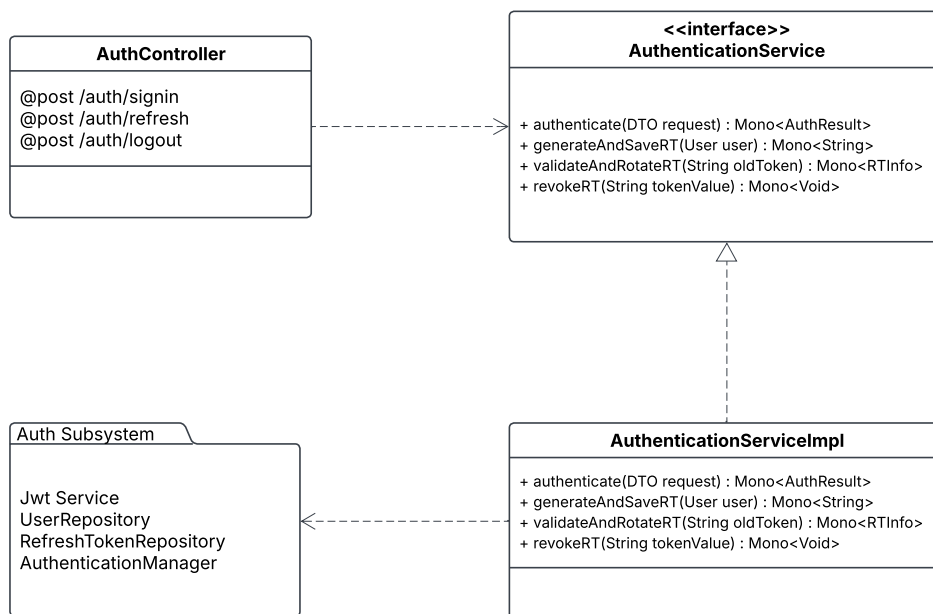 AuthController
@post /auth/signin
@post /auth/refresh
@post /auth/logout
<<interface>>
AuthenticationService
+ authenticate(DTO request) : Mono<AuthResult>
+ generateAndSaveRT(User user) : Mono<String>
+ validateAndRotateRT(String oldToken) : Mono<RTInfo>
+ revokeRT(String tokenValue) : Mono<Void>
Auth Subsystem
Jwt Service
UserRepository
RefreshTokenRepository
AuthenticationManager
AuthenticationServiceImpl
+ authenticate(DTO request) : Mono<AuthResult>
+ generateAndSaveRT(User user) : Mono<String>
+ validateAndRotateRT(String oldToken) : Mono<RTInfo>
+ revokeRT(String tokenValue) : Mono<Void>